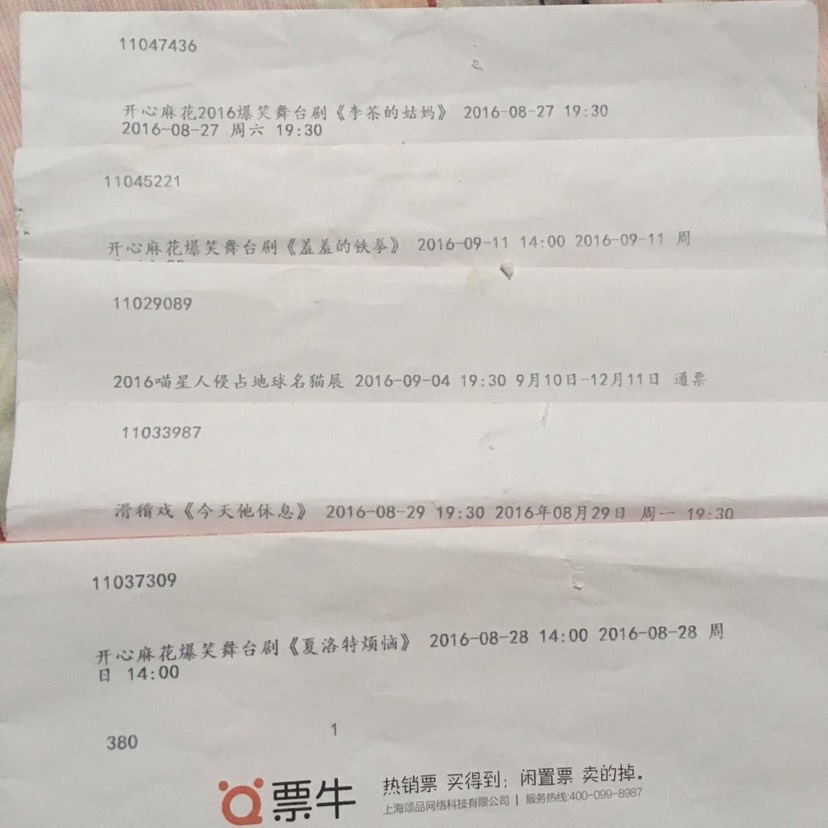 11047436
开心麻花2016爆笑舞台剧《李茶的姑妈》 2016-08-27 19:30
2016-08-27 周六 19:30
11045221
开心麻花爆笑舞台剧《羞羞的铁拳》 2016-09-11 14:00 2016-09-11 周
11029089
2016喵星人侵占地球名猫展 2016-09-04 19:30 9月10日-12月11日 通票
11033987
滑稽戏《今天他休息》 2016-08-29 19:30 2016年08月29日 周一 19:30
11037309
开心麻花爆笑舞台剧《夏洛特烦恼》 2016-08-28 14:00 2016-08-28 周
日 14:00
380 1
票牛 热销票 买得到; 闲置票 卖的掉。
上海颂品网络科技有限公司 | 服务热线:400-099-8987